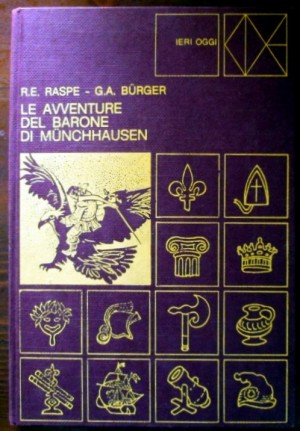 IERI OGGI
R.E. RASPE - G.A. BÜRGER
LE AVVENTURE
DEL BARONE
DI MÜNCHHAUSEN